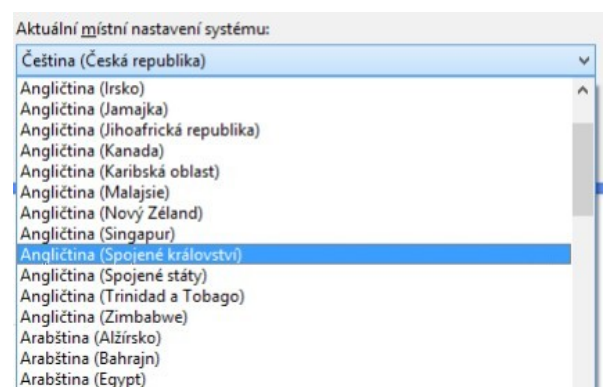 Aktuální místní nastavení systému:
Čeština (Česká republika)
Angličtina (Irsko)
Angličtina (Jamajka)
Angličtina (Jihoafrická republika)
Angličtina (Kanada)
Angličtina (Karibská oblast)
Angličtina (Malajsie)
Angličtina (Nový Zéland)
Angličtina (Singapur)
Angličtina (Spojené království)
Angličtina (Spojené státy)
Angličtina (Trinidad a Tobago)
Angličtina (Zimbabwe)
Arabština (Alžírsko)
Arabština (Bahrajn)
Arabština (Egypt)